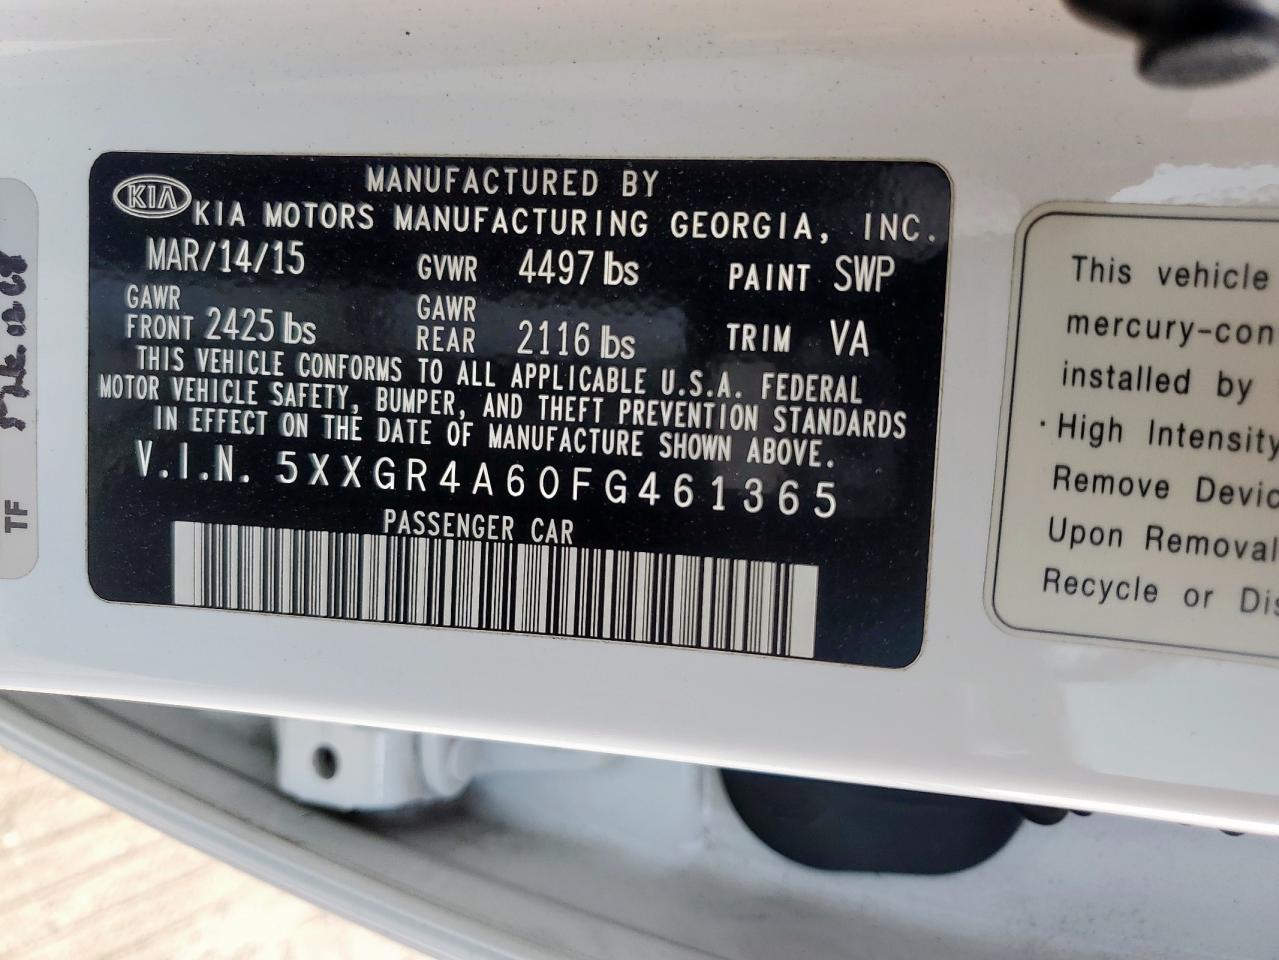 MANUFACTURED BY
KIA
KIA MOTORS MANUFACTURING GEORGIA, INC.
MAR/14/15 GVWR 4497 lbs PAINT SWP
GAWR FRONT 2425 lbs GAWR REAR 2116 lbs TRIM VA
THIS VEHICLE CONFORMS TO ALL APPLICABLE U.S.A. FEDERAL
MOTOR VEHICLE SAFETY, BUMPER, AND THEFT PREVENTION STANDARDS
IN EFFECT ON THE DATE OF MANUFACTURE SHOWN ABOVE.
V.I.N. 5XXGR4A60FG461365
PASSENGER CAR
This vehicle
mercury-con
installed by
·High Intensity
Remove Devic
Upon Removal
Recycle or Dis
TF